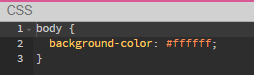 CSS
1 body {
2 background-color: #ffffff;
3 }